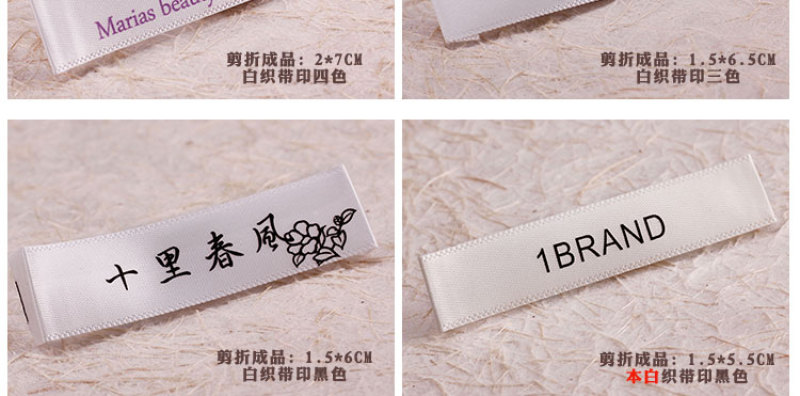 Marias beauty
剪折成品: 2*7CM
白织带印四色
剪折成品: 1.5*6.5CM
白织带印三色
十里春風
剪折成品: 1.5*6CM
白织带印黑色
1BRAND
剪折成品: 1.5*5.5CM
本白织带印黑色